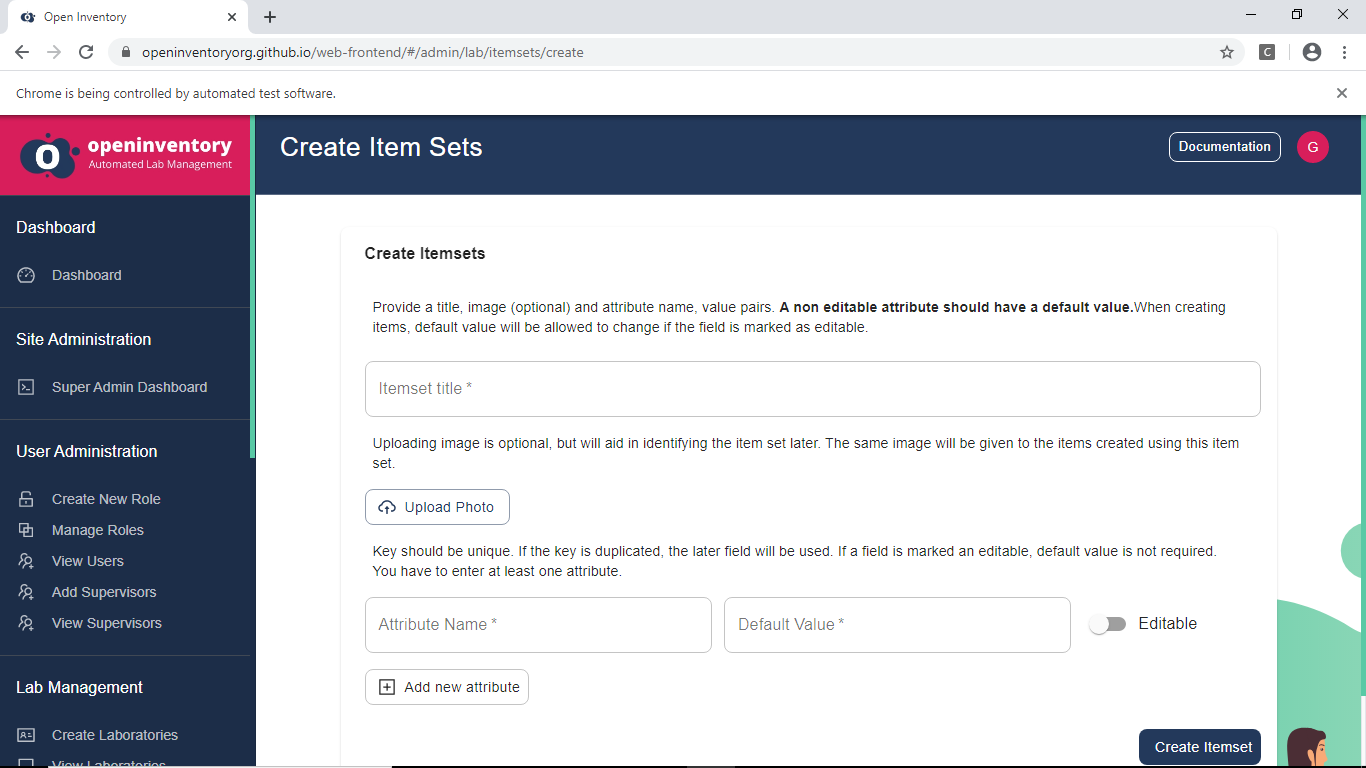 Open Inventory
openinventoryorg.github.io/web-frontend/#/admin/lab/itemsets/create
C
Chrome is being controlled by automated test software.
O
openinventory
Automated Lab Management
Create Item Sets
Documentation
G
Dashboard
Dashboard
Site Administration
Super Admin Dashboard
User Administration
Create New Role
Manage Roles
View Users
Add Supervisors
View Supervisors
Lab Management
Create Laboratories
View Laboratories
Create Itemsets
Provide a title, image (optional) and attribute name, value pairs. A non editable attribute should have a default value.When creating
items, default value will be allowed to change if the field is marked as editable.
Itemset title *
Uploading image is optional, but will aid in identifying the item set later. The same image will be given to the items created using this item
set.
Upload Photo
Key should be unique. If the key is duplicated, the later field will be used. If a field is marked an editable, default value is not required.
You have to enter at least one attribute.
Attribute Name *
Default Value *
Editable
Add new attribute
Create Itemset